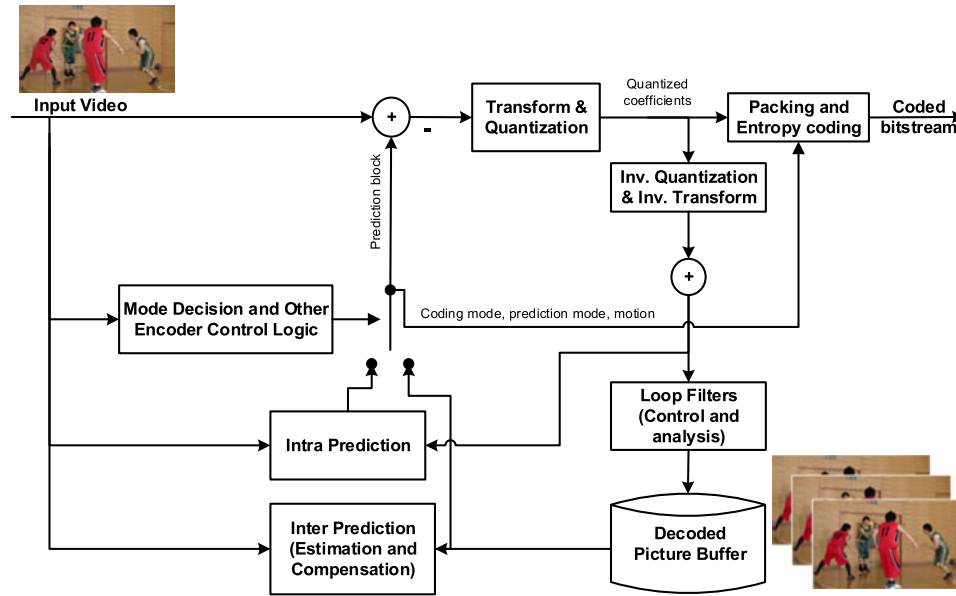 Input Video
+
-
Transform &
Quantization
Quantized
coefficients
Packing and
Entropy coding
Coded
bitstream
Inv. Quantization
& Inv. Transform
Prediction block
+
Mode Decision and Other
Encoder Control Logic
Coding mode, prediction mode, motion
Loop Filters
(Control and
analysis)
Intra Prediction
Inter Prediction
(Estimation and
Compensation)
Decoded
Picture Buffer